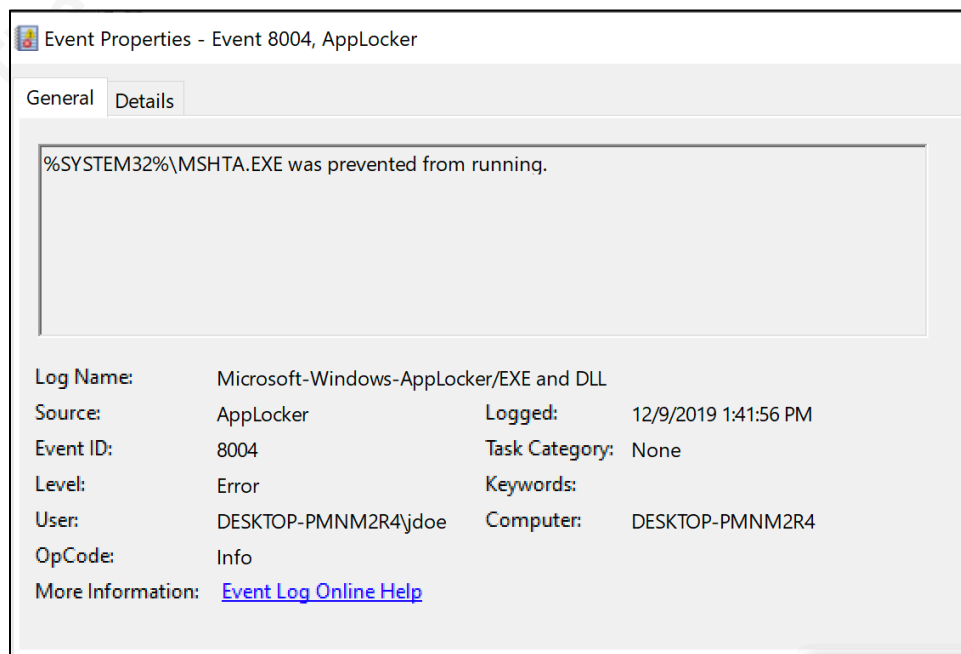 Event Properties - Event 8004, AppLocker
General Details
%SYSTEM32%\MSHTA.EXE was prevented from running.
Log Name: Microsoft-Windows-AppLocker/EXE and DLL
Source: AppLocker Logged: 12/9/2019 1:41:56 PM
Event ID: 8004 Task Category: None
Level: Error Keywords:
User: DESKTOP-PMNM2R4\jdoe Computer: DESKTOP-PMNM2R4
OpCode: Info
More Information: Event Log Online Help